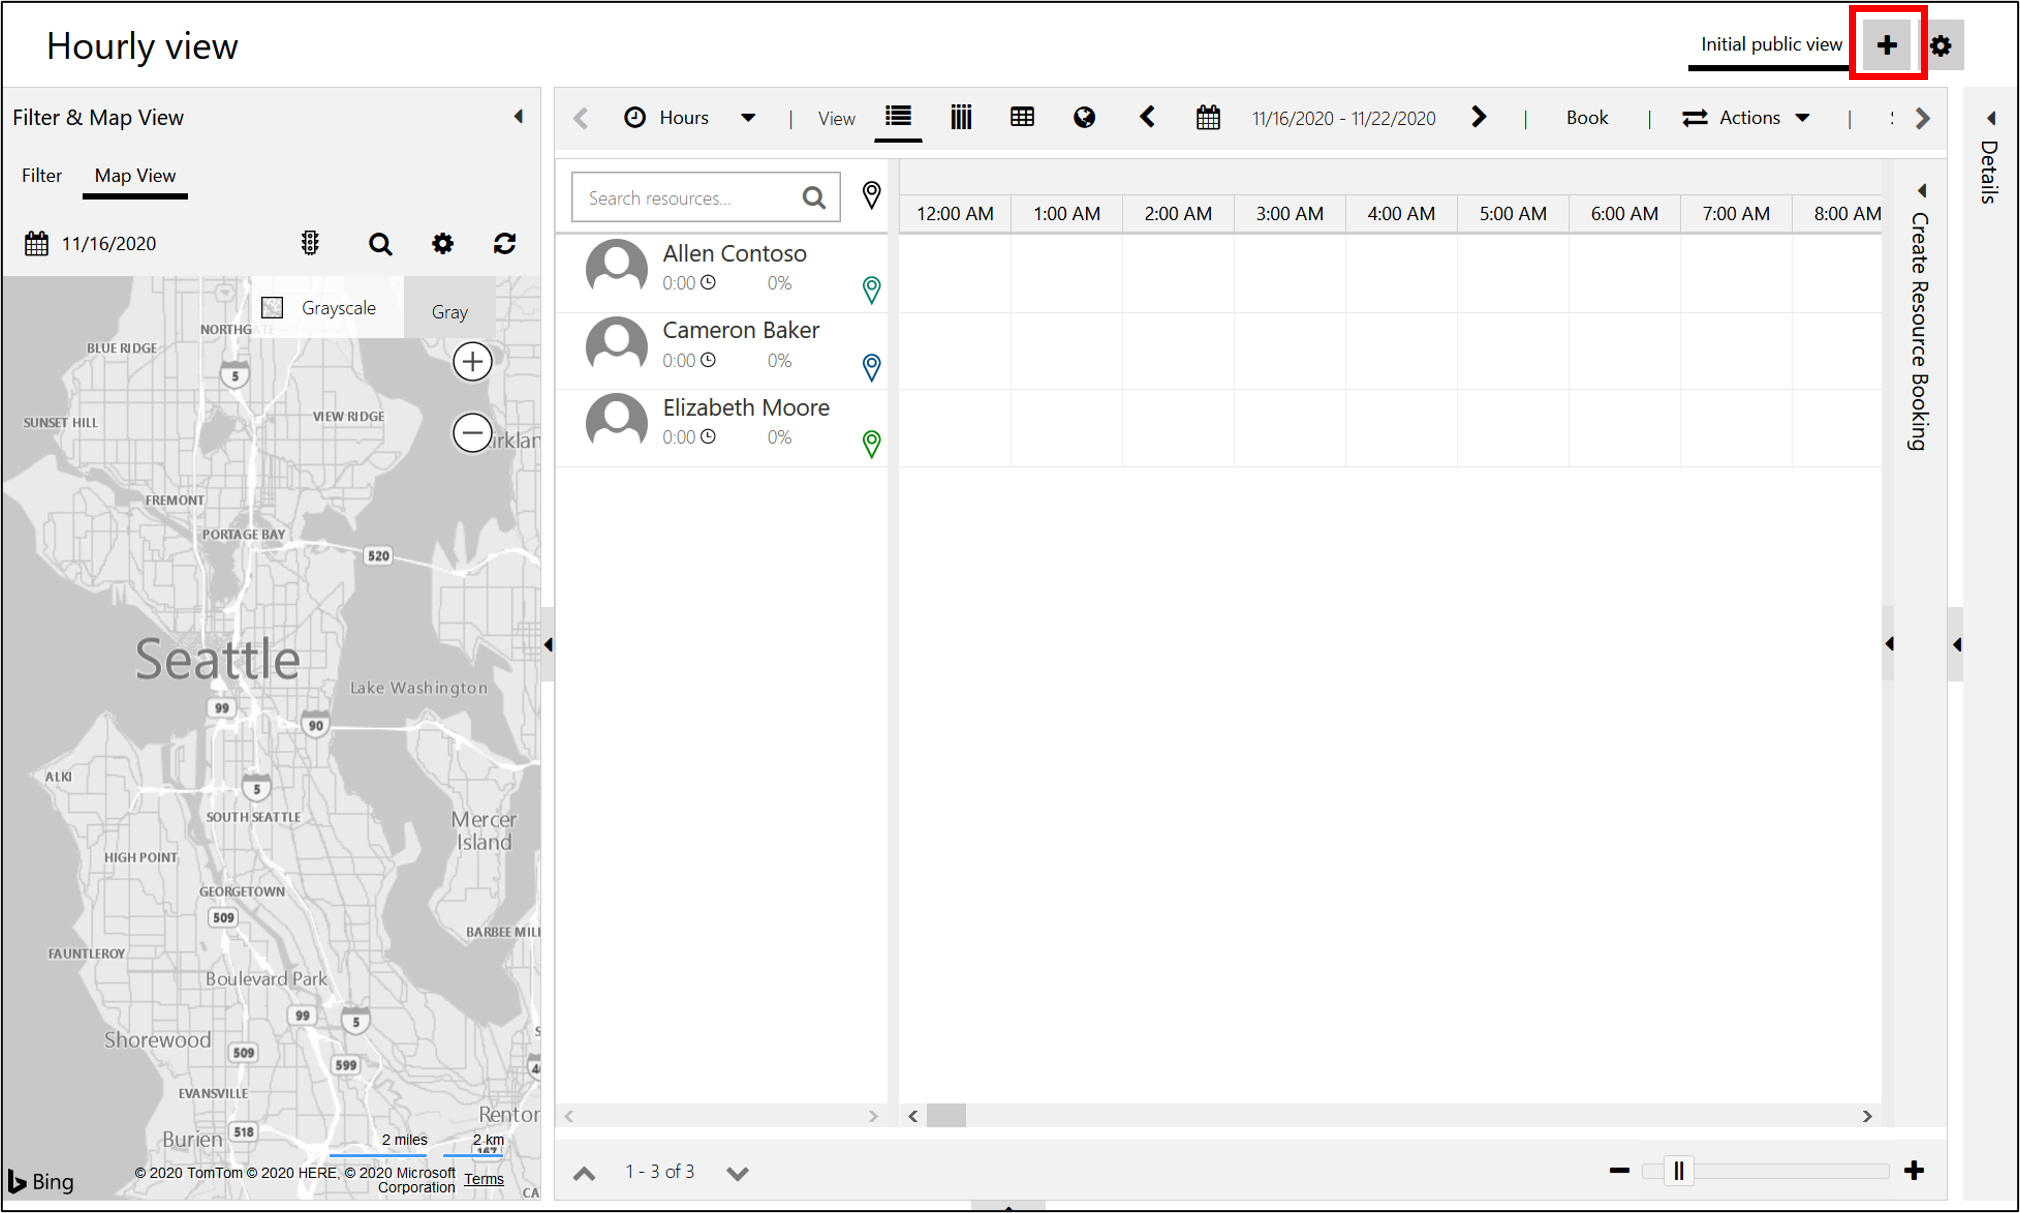 Hourly view
Initial public view
Filter & Map View
Filter
Map View
11/16/2020
Hours
|
View
11/16/2020 - 11/22/2020
|
Book
|
Actions
|
Details
Search resources...
12:00 AM
1:00 AM
2:00 AM
3:00 AM
4:00 AM
5:00 AM
6:00 AM
7:00 AM
8:00 AM
Allen Contoso
0:00
0%
Cameron Baker
0:00
0%
Elizabeth Moore
0:00
0%
Create Resource Booking
Grayscale
Gray
NORTHGATE
BLUE RIDGE
5
SUNSET HILL
VIEW RIDGE
irklan
FREMONT
PORTAGE BAY
520
Seattle
Lake Washington
99
90
ALKI
5
SOUTH SEATTLE
Mercer
Island
HIGH POINT
GEORGETOWN
509
BARBEE MILL
FAUNTLEROY
Boulevard Park
99
5
Shorewood
509
599
EVANSVILLE
Renton
Burien
518
167
2 miles
2 km
© 2020 TomTom © 2020 HERE, © 2020 Microsoft
Corporation
Terms
CA
Bing
1 - 3 of 3